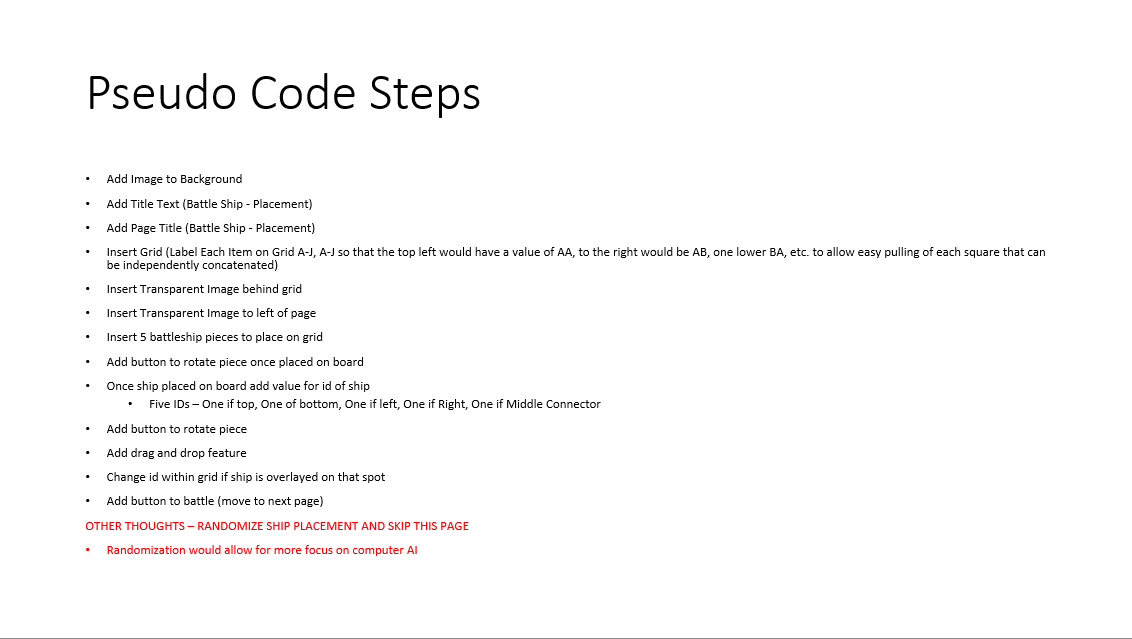 Pseudo Code Steps
• Add Image to Background
• Add Title Text (Battle Ship - Placement)
• Add Page Title (Battle Ship - Placement)
• Insert Grid (Label Each Item on Grid A-J, A-J so that the top left would have a value of AA, to the right would be AB, one lower BA, etc. to allow easy pulling of each square that can
be independently concatenated)
• Insert Transparent Image behind grid
• Insert Transparent Image to left of page
• Insert 5 battleship pieces to place on grid
• Add button to rotate piece once placed on board
• Once ship placed on board add value for id of ship
• Five IDs – One if top, One of bottom, One if left, One if Right, One if Middle Connector
• Add button to rotate piece
• Add drag and drop feature
• Change id within grid if ship is overlayed on that spot
• Add button to battle (move to next page)
OTHER THOUGHTS – RANDOMIZE SHIP PLACEMENT AND SKIP THIS PAGE
• Randomization would allow for more focus on computer AI